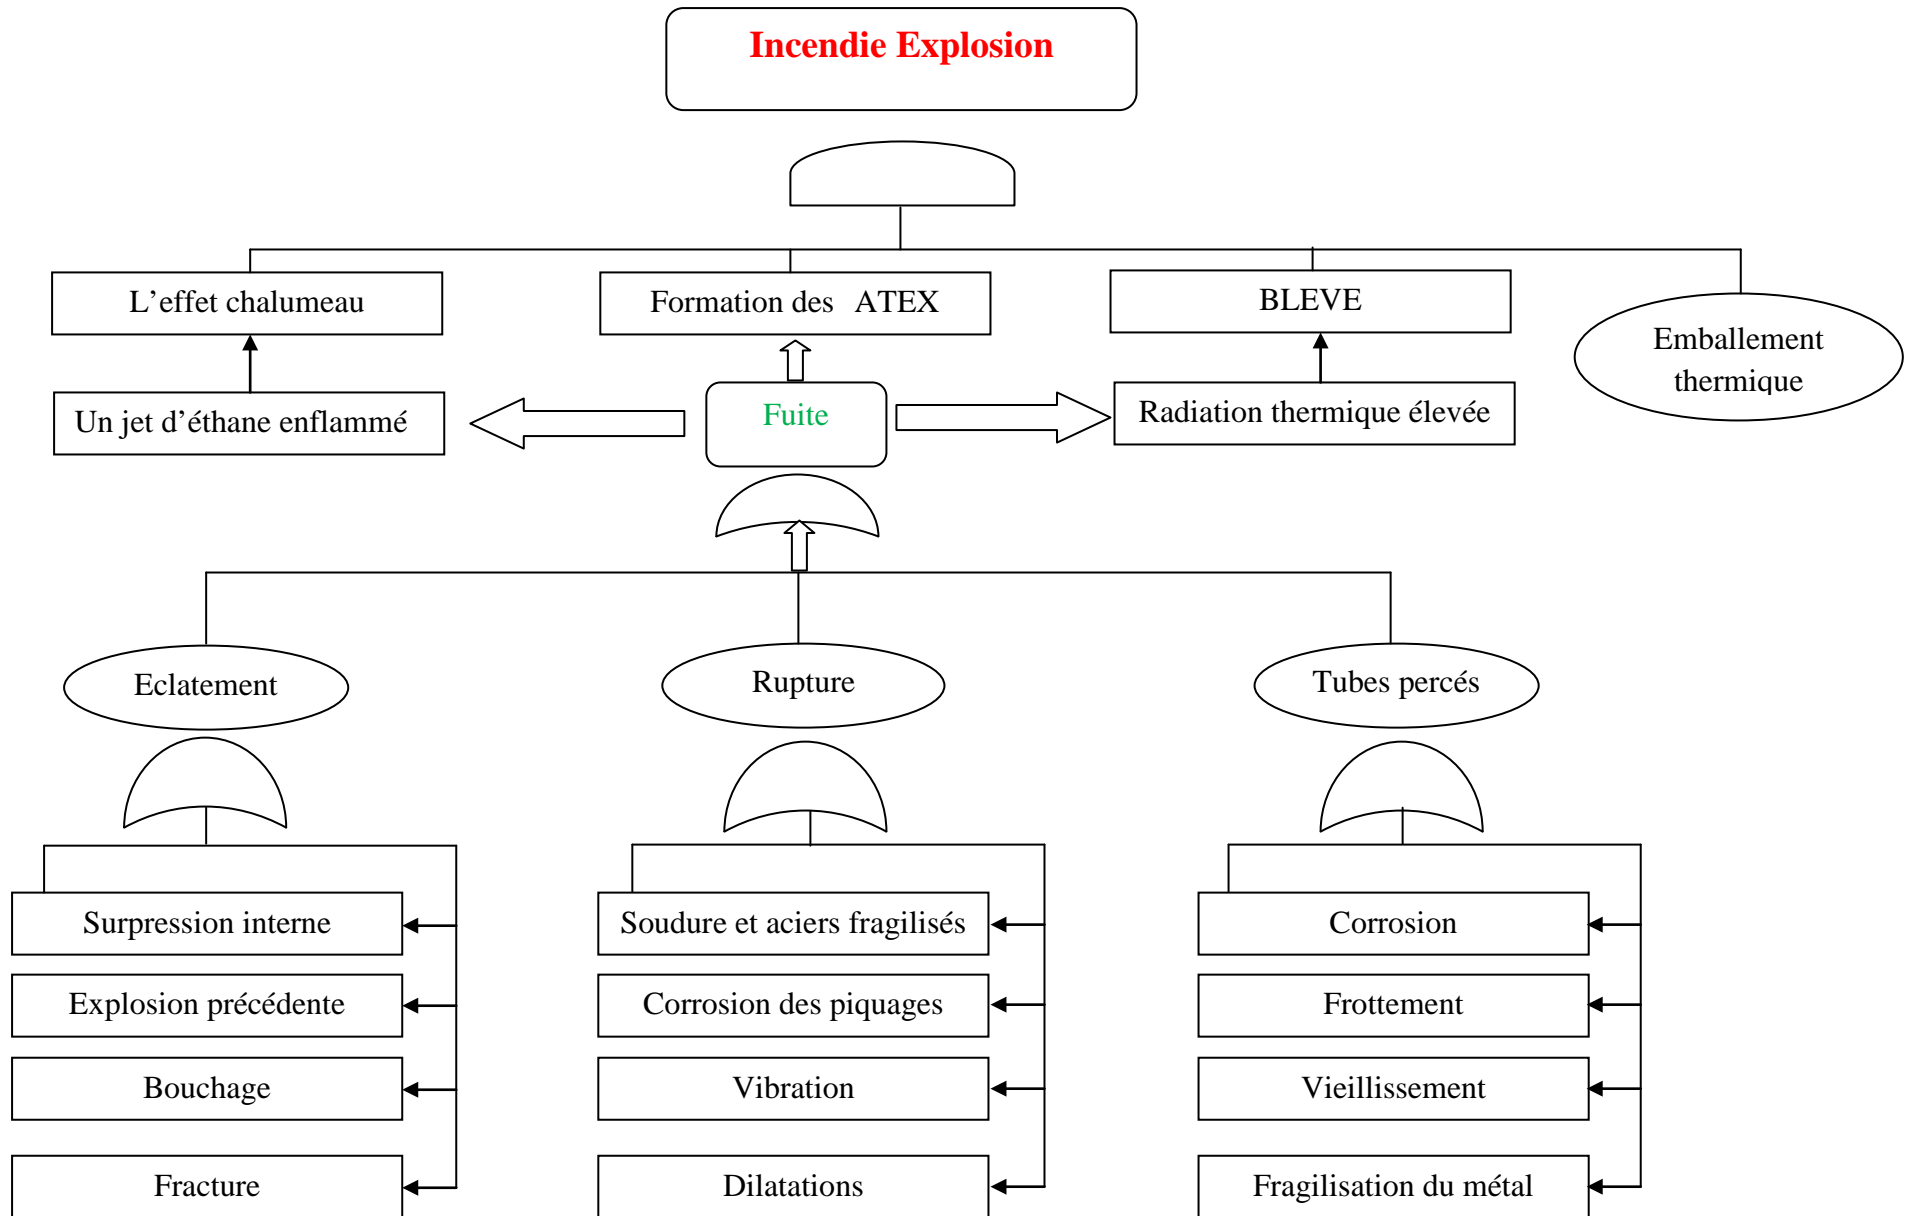 Incendie Explosion
L’effet chalumeau
Formation des ATEX
BLEVE
Emballement
thermique
Un jet d’éthane enflammé
Fuite
Radiation thermique élevée
Eclatement
Rupture
Tubes percés
Surpression interne
Soudure et aciers fragilisés
Corrosion
Explosion précédente
Corrosion des piquages
Frottement
Bouchage
Vibration
Vieillissement
Fracture
Dilatations
Fragilisation du métal